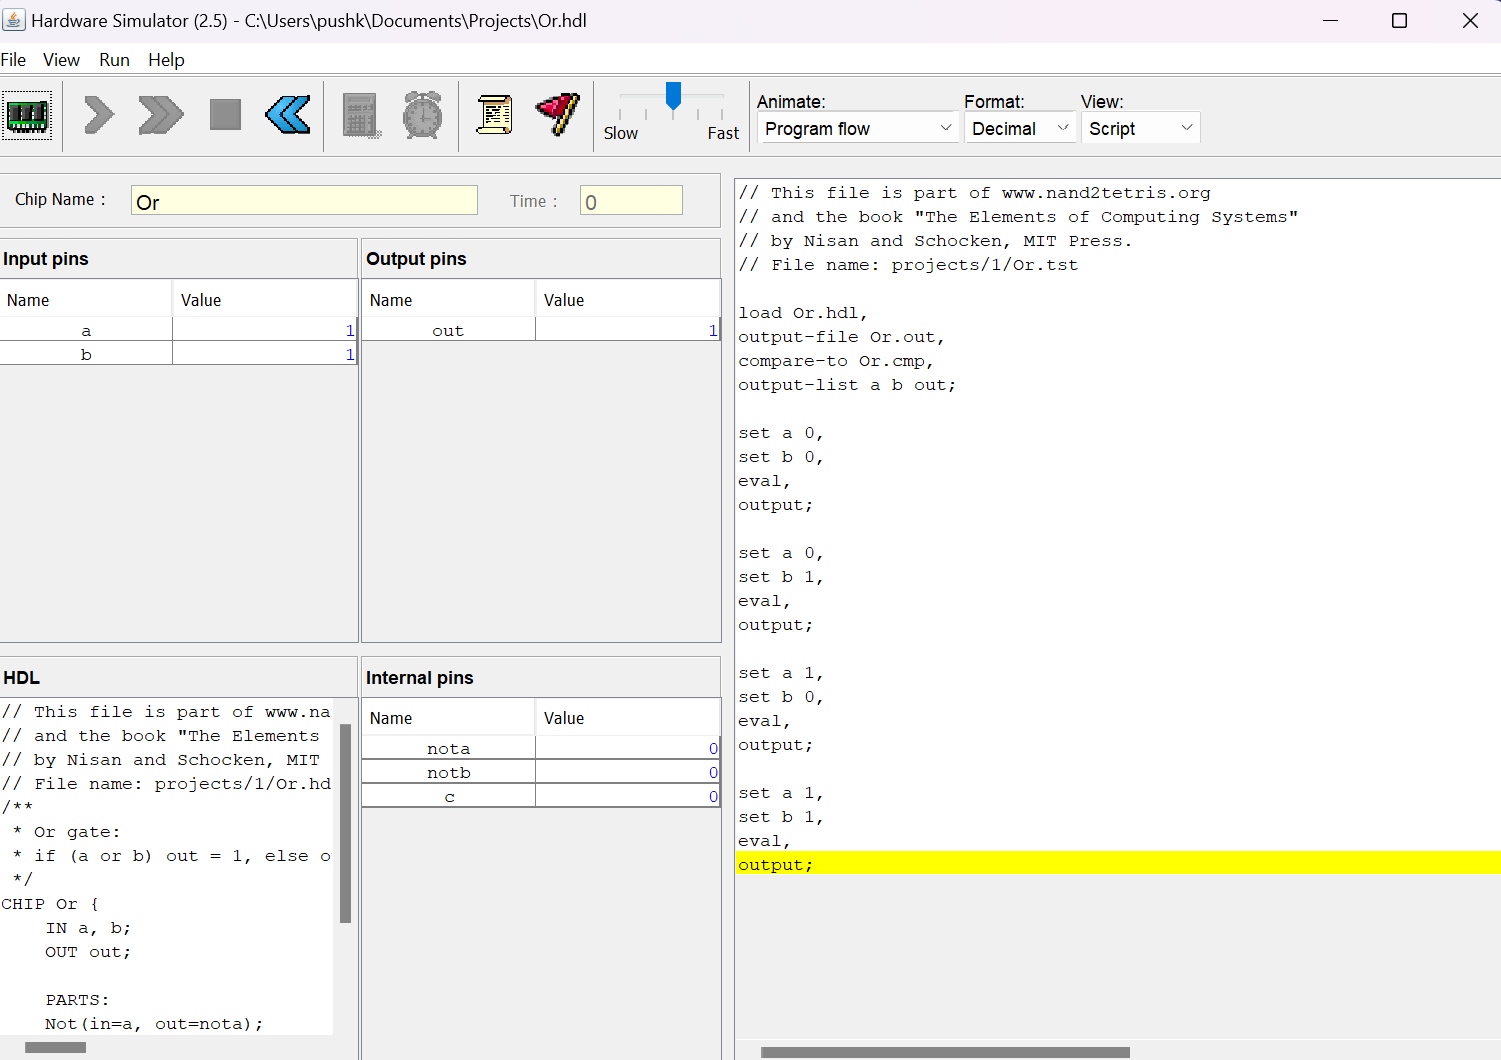 Hardware Simulator (2.5) - C:\Users\pushk\Documents\Projects\Or.hdl
File View Run Help
Slow Fast
Animate: Format: View:
Program flow Decimal Script
Chip Name : Or Time : 0
Input pins
Name Value
a 1
b 1
Output pins
Name Value
out 1
HDL
// This file is part of www.na
// and the book "The Elements
// by Nisan and Schocken, MIT
// File name: projects/1/Or.hd
/**
* Or gate:
* if (a or b) out = 1, else o
*/
CHIP Or {
IN a, b;
OUT out;
PARTS:
Not(in=a, out=nota);
Internal pins
Name Value
nota 0
notb 0
c 0
// This file is part of www.nand2tetris.org
// and the book "The Elements of Computing Systems"
// by Nisan and Schocken, MIT Press.
// File name: projects/1/Or.tst
load Or.hdl,
output-file Or.out,
compare-to Or.cmp,
output-list a b out;
set a 0,
set b 0,
eval,
output;
set a 0,
set b 1,
eval,
output;
set a 1,
set b 0,
eval,
output;
set a 1,
set b 1,
eval,
output;